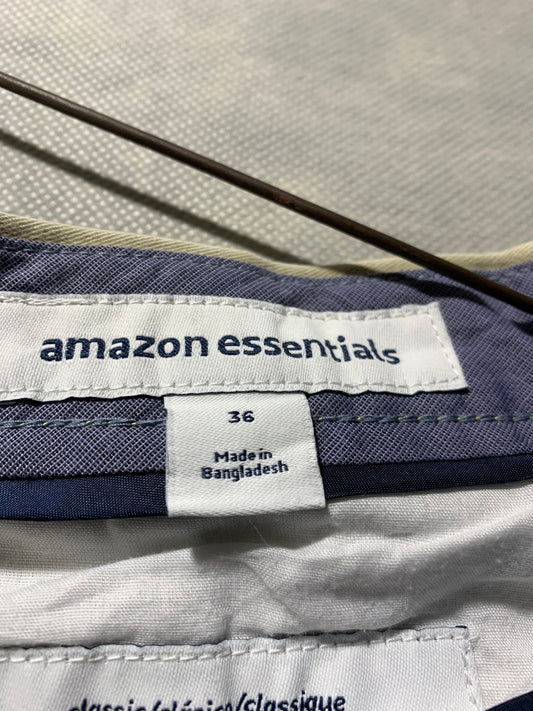 amazon essentials
36
Made in
Bangladesh
classic/clásico/classique